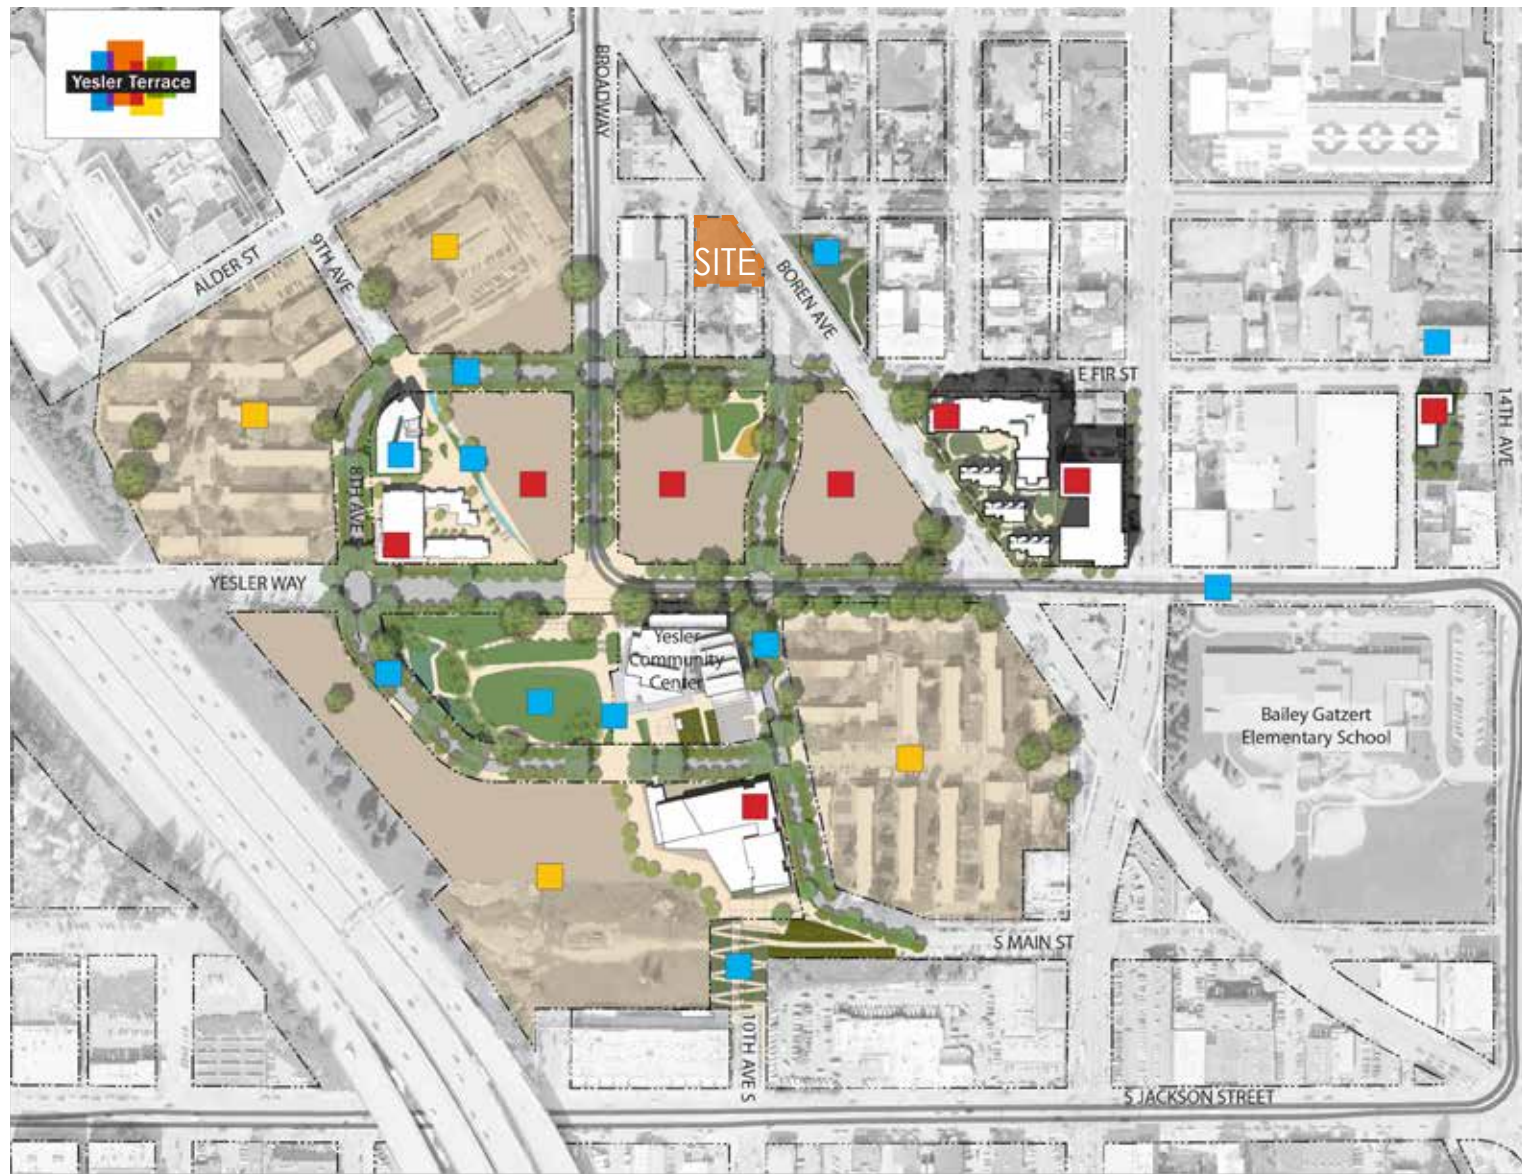 Yesler Terrace
BROADWAY
ALDER ST
9TH AVE
SITE
BOREN AVE
E FIR ST
14TH AVE
8TH AVE
YESLER WAY
Yesler
Community
Center
Bailey Gatzert
Elementary School
S MAIN ST
10TH AVE S
S JACKSON STREET